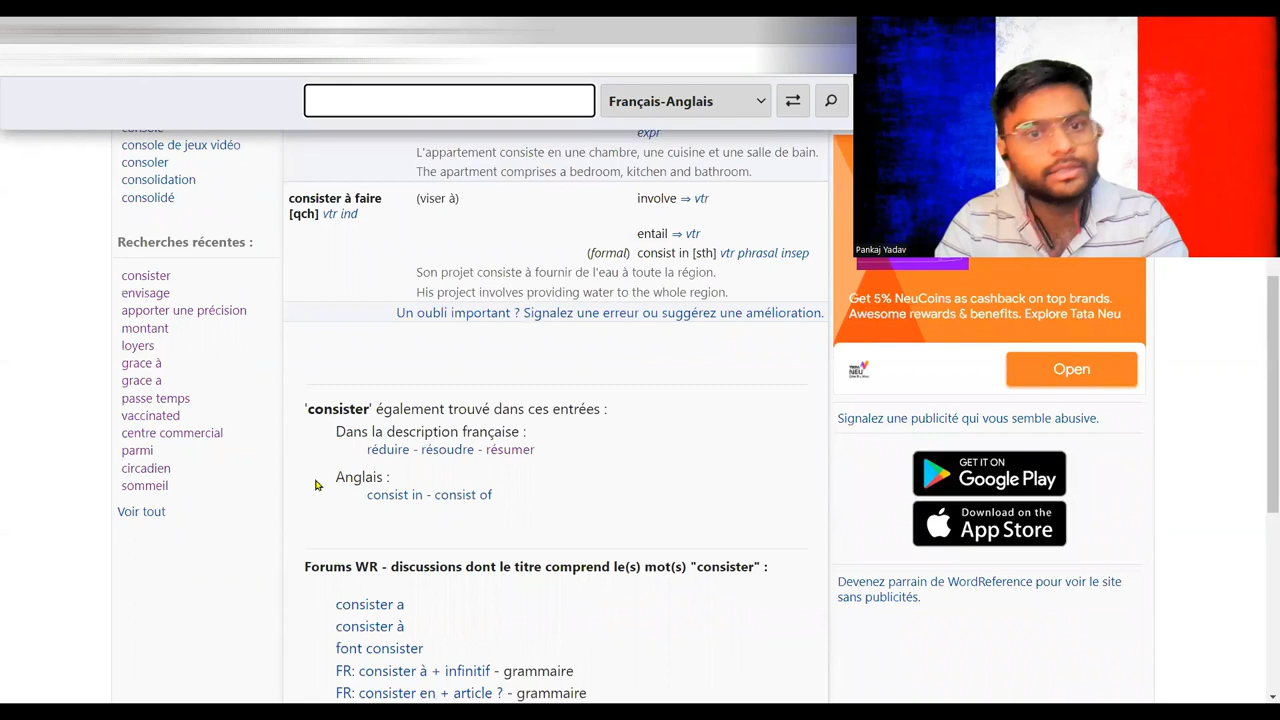 Français-Anglais
console de jeux vidéo
consoler
consolidation
consolidé
Recherches récentes :
consister
envisage
apporter une précision
montant
loyers
grace à
grace a
passe temps
vaccinated
centre commercial
parmi
circadien
sommeil
Voir tout
expr
L'appartement consiste en une chambre, une cuisine et une salle de bain.
The apartment comprises a bedroom, kitchen and bathroom.
consister à faire (viser à) involve ⇒ vtr
[qch] vtr ind
entail ⇒ vtr
(formal) consist in [sth] vtr phrasal insep
Son projet consiste à fournir de l'eau à toute la région.
His project involves providing water to the whole region.
Un oubli important ? Signalez une erreur ou suggérez une amélioration.
'consister' également trouvé dans ces entrées :
Dans la description française :
réduire - résoudre - résumer
Anglais :
consist in - consist of
Forums WR - discussions dont le titre comprend le(s) mot(s) "consister" :
consister a
consister à
font consister
FR: consister à + infinitif - grammaire
FR: consister en + article ? - grammaire
Pankaj Yadav
Get 5% NeuCoins as cashback on top brands.
Awesome rewards & benefits. Explore Tata Neu
Open
Signalez une publicité qui vous semble abusive.
GET IT ON
Google Play
Download on the
App Store
Devenez parrain de WordReference pour voir le site
sans publicités.